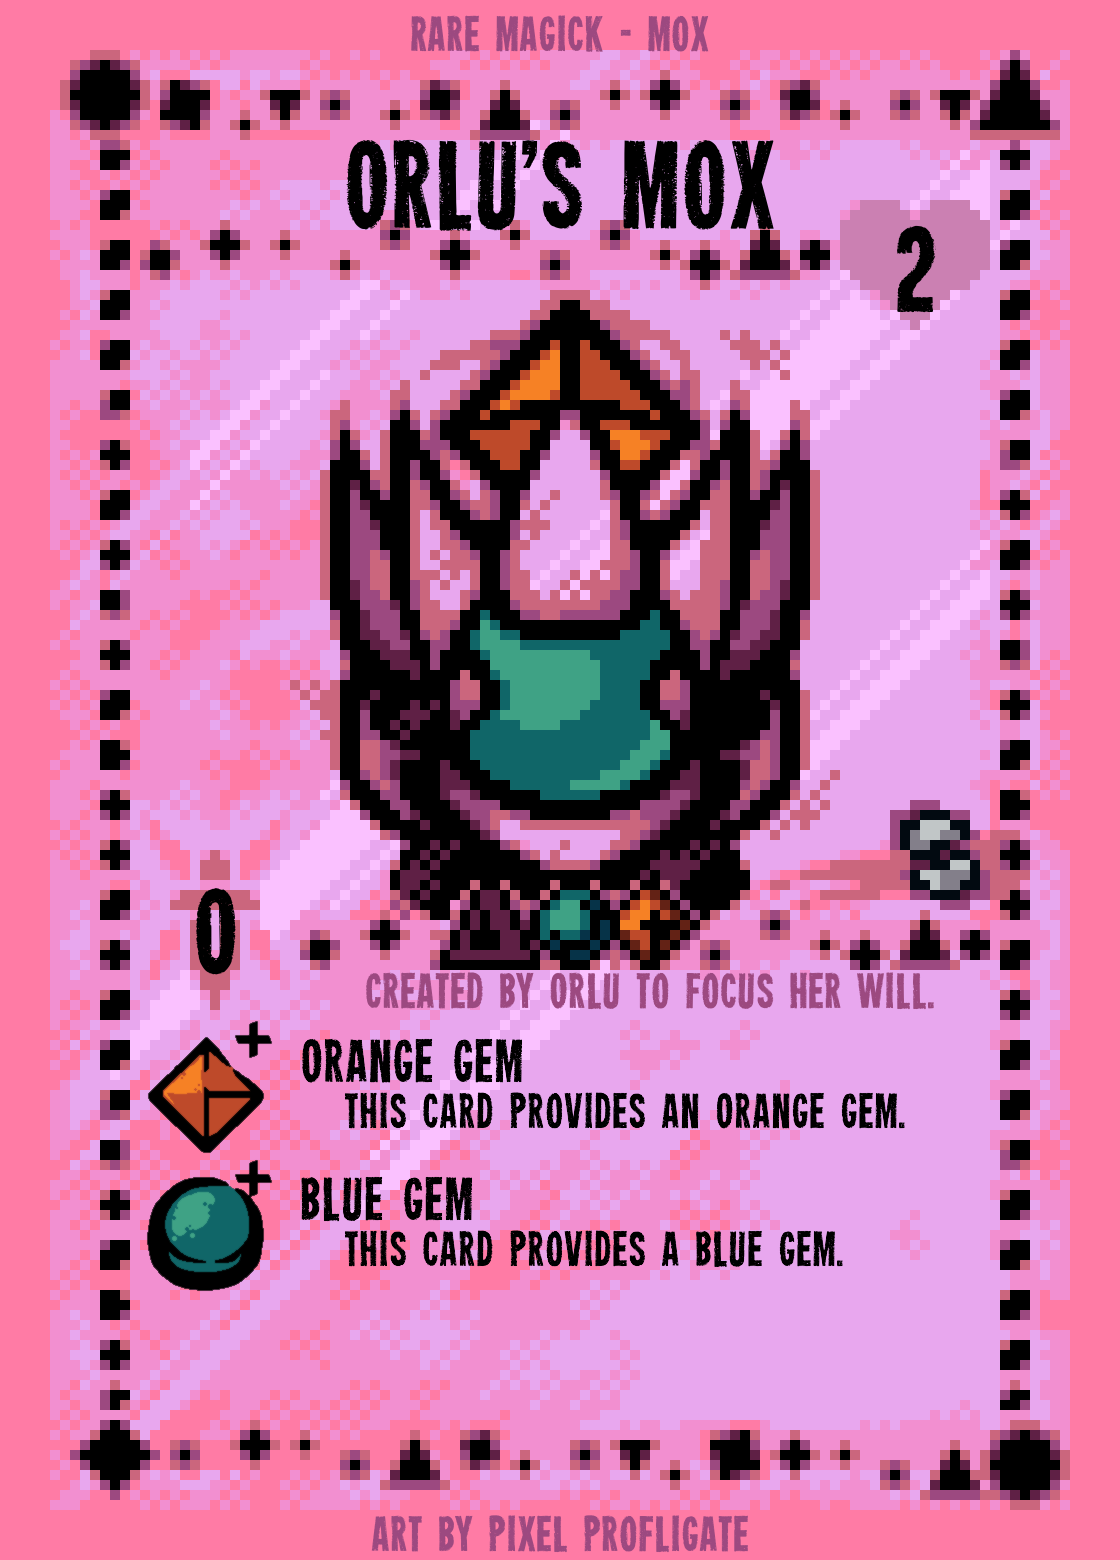 RARE MAGICK - MOX
ORLU'S MOX
2
0
CREATED BY ORLU TO FOCUS HER WILL.
ORANGE GEM
THIS CARD PROVIDES AN ORANGE GEM.
BLUE GEM
THIS CARD PROVIDES A BLUE GEM.
ART BY PIXEL PROFLIGATE